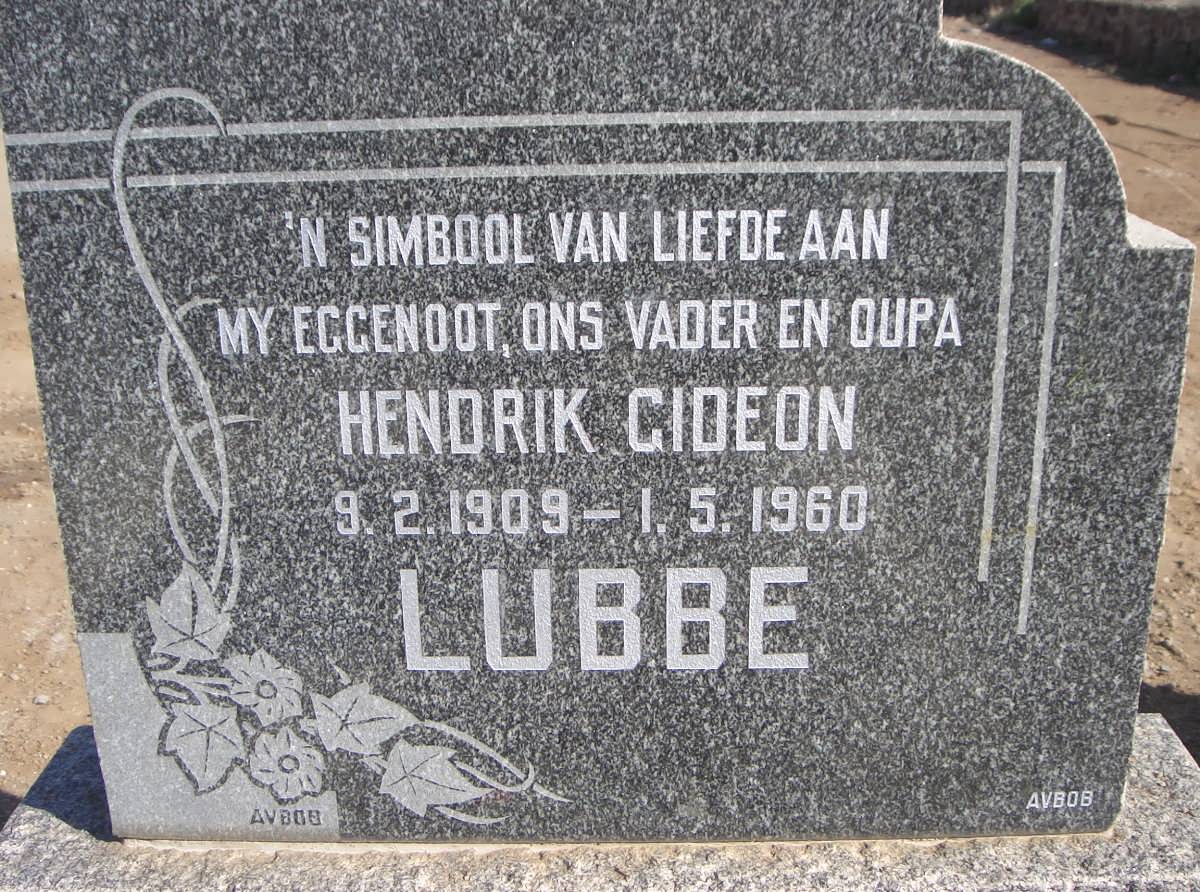 'N SIMBOOL VAN LIEFDE AAN
MY EGGENOOT, ONS VADER EN OUPA
HENDRIK GIDEON
9. 2. 1909 – 1. 5. 1960
LUBBE
AVBOB
AVBOB